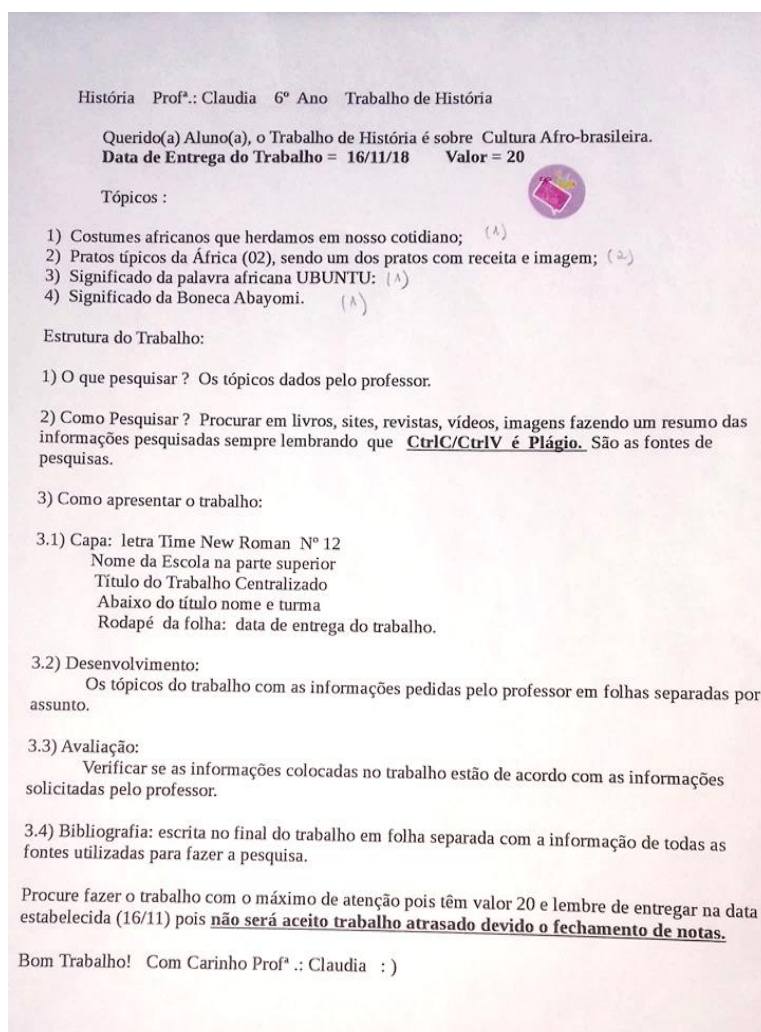 História Profª.: Claudia 6º Ano Trabalho de História
Querido(a) Aluno(a), o Trabalho de História é sobre Cultura Afro-brasileira.
Data de Entrega do Trabalho = 16/11/18 Valor = 20
Tópicos :
1) Costumes africanos que herdamos em nosso cotidiano; (1)
2) Pratos típicos da África (02), sendo um dos pratos com receita e imagem; (2)
3) Significado da palavra africana UBUNTU: (1)
4) Significado da Boneca Abayomi. (1)
Estrutura do Trabalho:
1) O que pesquisar ? Os tópicos dados pelo professor.
2) Como Pesquisar ? Procurar em livros, sites, revistas, vídeos, imagens fazendo um resumo das
informações pesquisadas sempre lembrando que CtrlC/CtrlV é Plágio. São as fontes de
pesquisas.
3) Como apresentar o trabalho:
3.1) Capa: letra Time New Roman Nº 12
Nome da Escola na parte superior
Título do Trabalho Centralizado
Abaixo do título nome e turma
Rodapé da folha: data de entrega do trabalho.
3.2) Desenvolvimento:
Os tópicos do trabalho com as informações pedidas pelo professor em folhas separadas por
assunto.
3.3) Avaliação:
Verificar se as informações colocadas no trabalho estão de acordo com as informações
solicitadas pelo professor.
3.4) Bibliografia: escrita no final do trabalho em folha separada com a informação de todas as
fontes utilizadas para fazer a pesquisa.
Procure fazer o trabalho com o máximo de atenção pois têm valor 20 e lembre de entregar na data
estabelecida (16/11) pois não será aceito trabalho atrasado devido o fechamento de notas.
Bom Trabalho! Com Carinho Profª .: Claudia : )